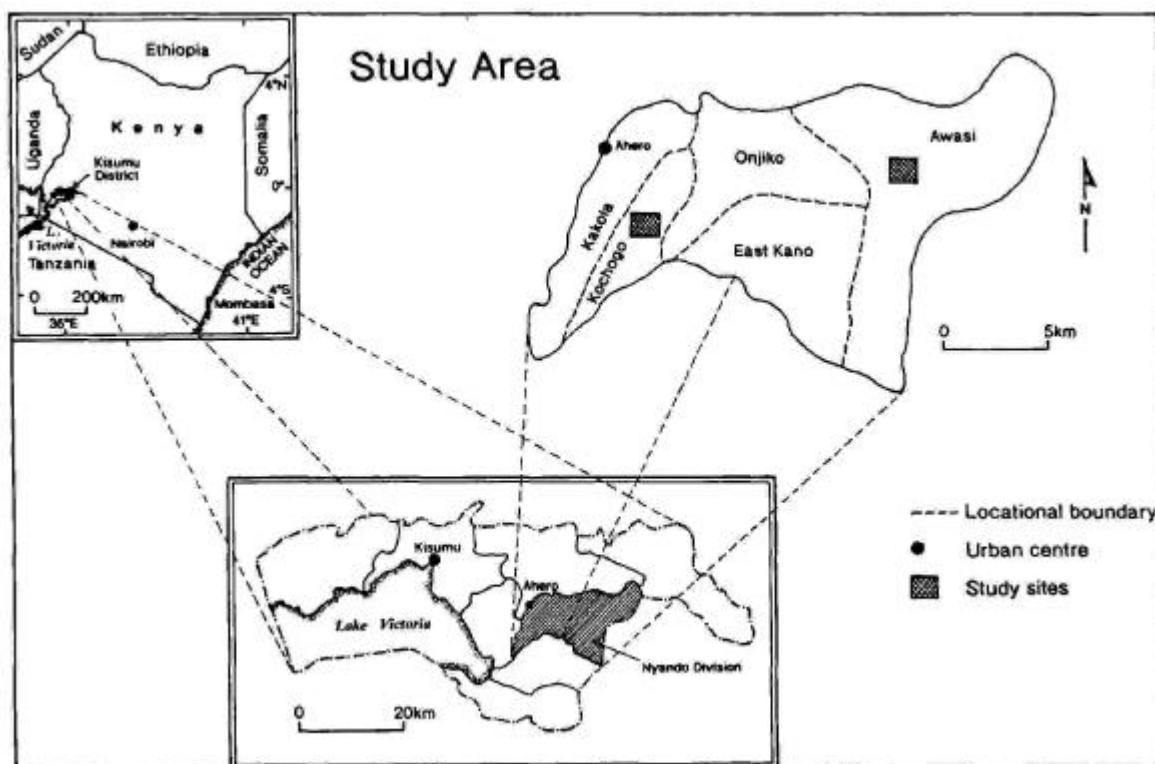 Study Area
Sudan
Ethiopia
4°N
Uganda
Kenya
Somalia
Kisumu
District
0°
L.
Victoria
Nairobi
Tanzania
INDIAN
OCEAN
0 200km
Mombasa
4°S
36°E
41°E
Ahero
Onjiko
Awasi
Kakola
Kochogo
East Kano
N
0 5km
Kisumu
Ahero
Lake Victoria
Nyando Division
0 20km
Locational boundary
Urban centre
Study sites